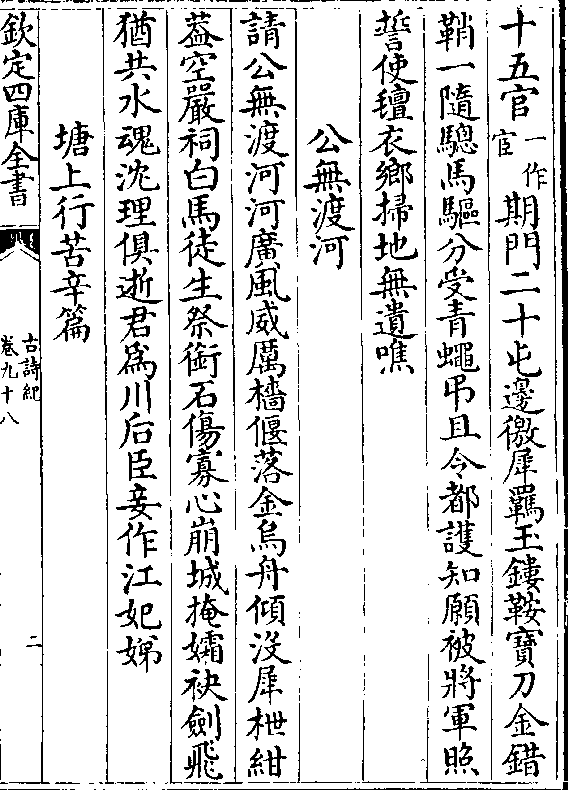 十五官一作宦期門二十屯邊徼犀羈玉鏤鞍寶刀金錯
鞘一隨驄馬驅分受青蠅弔且令都護知願被將軍照
誓使氊衣鄉掃地無遺噍
公無渡河
請公無渡河河廣風威厲檣偃落金烏舟傾沒犀枻紺
葢空嚴祠白馬徒生祭銜石傷寡心崩城掩孀袂劍飛
猶共水魂沈理俱逝君爲川后臣妾作江妃娣
塘上行苦辛篇
欽定四庫全書
古詩紀
卷九十八
二